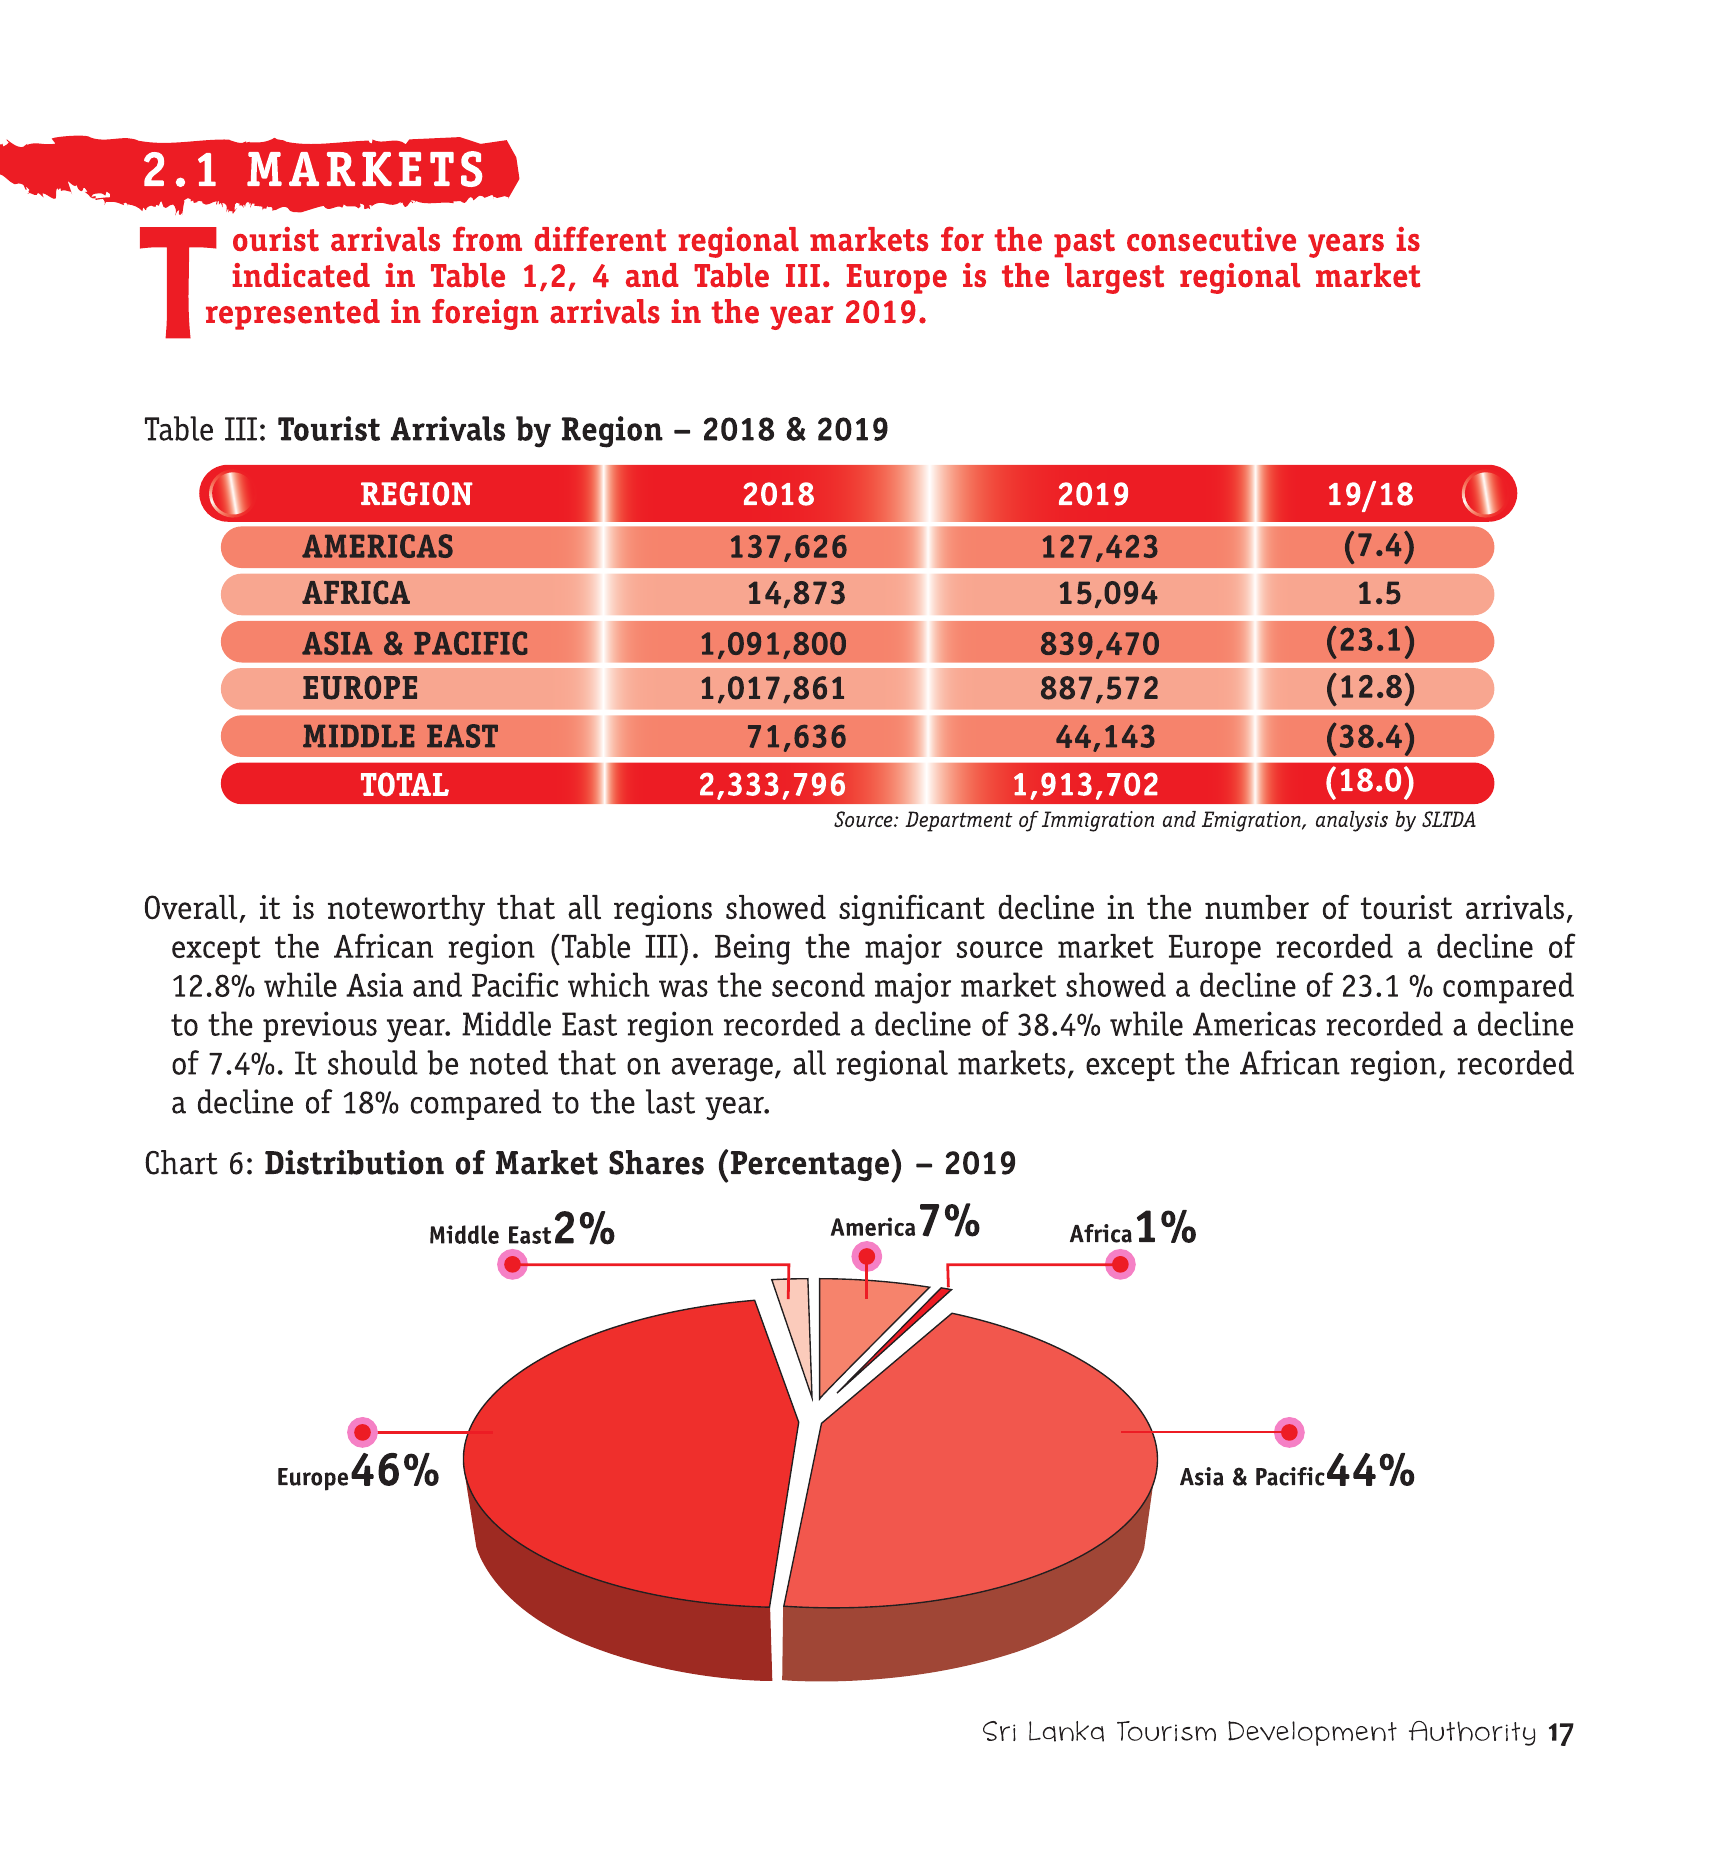 2.1 MARKETS
Tourist arrivals from different regional markets for the past consecutive years is
indicated in Table 1,2, 4 and Table III. Europe is the largest regional market
represented in foreign arrivals in the year 2019.
Table III: Tourist Arrivals by Region – 2018 & 2019
REGION 2018 2019 19/18
AMERICAS 137,626 127,423 (7.4)
AFRICA 14,873 15,094 1.5
ASIA & PACIFIC 1,091,800 839,470 (23.1)
EUROPE 1,017,861 887,572 (12.8)
MIDDLE EAST 71,636 44,143 (38.4)
TOTAL 2,333,796 1,913,702 (18.0)
Source: Department of Immigration and Emigration, analysis by SLTDA
Overall, it is noteworthy that all regions showed significant decline in the number of tourist arrivals,
except the African region (Table III). Being the major source market Europe recorded a decline of
12.8% while Asia and Pacific which was the second major market showed a decline of 23.1 % compared
to the previous year. Middle East region recorded a decline of 38.4% while Americas recorded a decline
of 7.4%. It should be noted that on average, all regional markets, except the African region, recorded
a decline of 18% compared to the last year.
Chart 6: Distribution of Market Shares (Percentage) – 2019
Middle East 2%
America 7%
Africa 1%
Europe 46%
Asia & Pacific 44%
Sri Lanka Tourism Development Authority 17